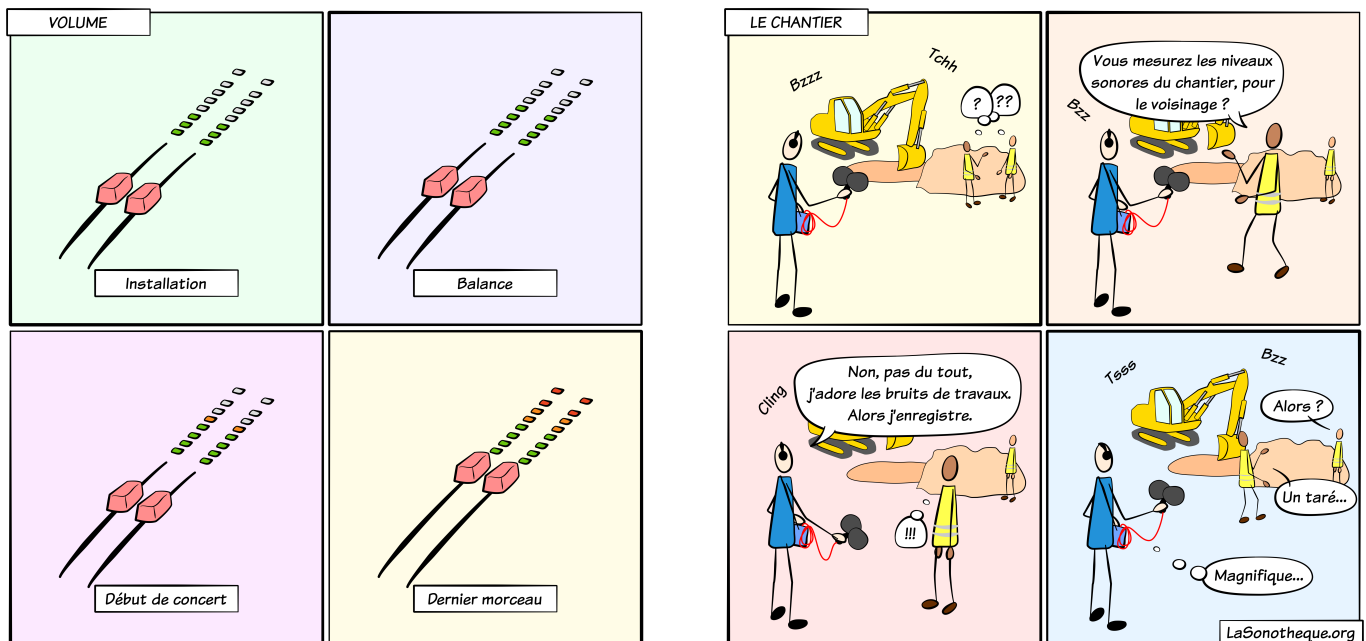 VOLUME
Installation
Balance
Début de concert
Dernier morceau
LE CHANTIER
Bzzz
Tchh
?
??
Vous mesurez les niveaux
sonores du chantier, pour
le voisinage ?
Bzz
Cling
Non, pas du tout,
j'adore les bruits de travaux.
Alors j'enregistre.
!!!
Tsss
Bzz
Alors ?
Un taré...
Magnifique...
LaSonotheque.org